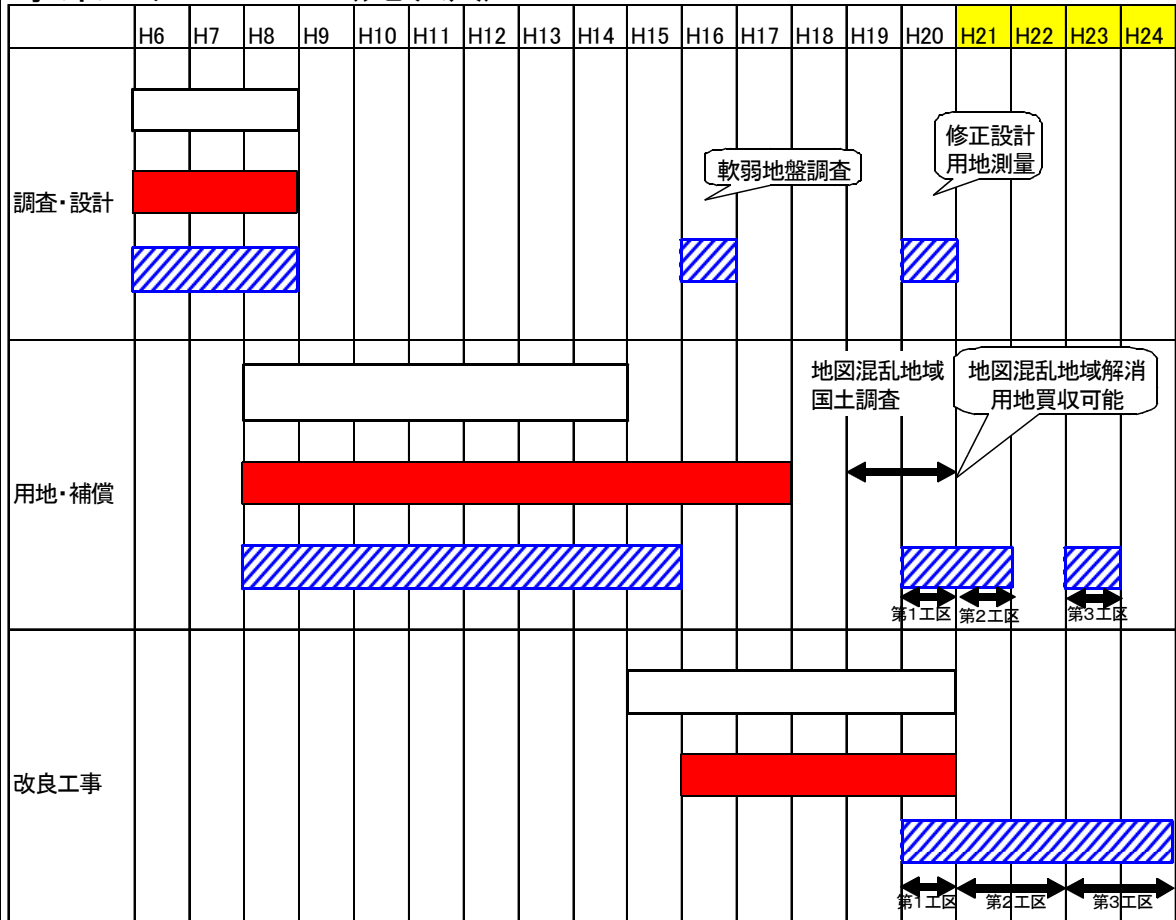 H6 H7 H8 H9 H10 H11 H12 H13 H14 H15 H16 H17 H18 H19 H20 H21 H22 H23 H24
調査・設計
軟弱地盤調査
修正設計
用地測量
用地・補償
地図混乱地域
国土調査
地図混乱地域解消
用地買収可能
第1工区 第2工区 第3工区
改良工事
第1工区 第2工区 第3工区